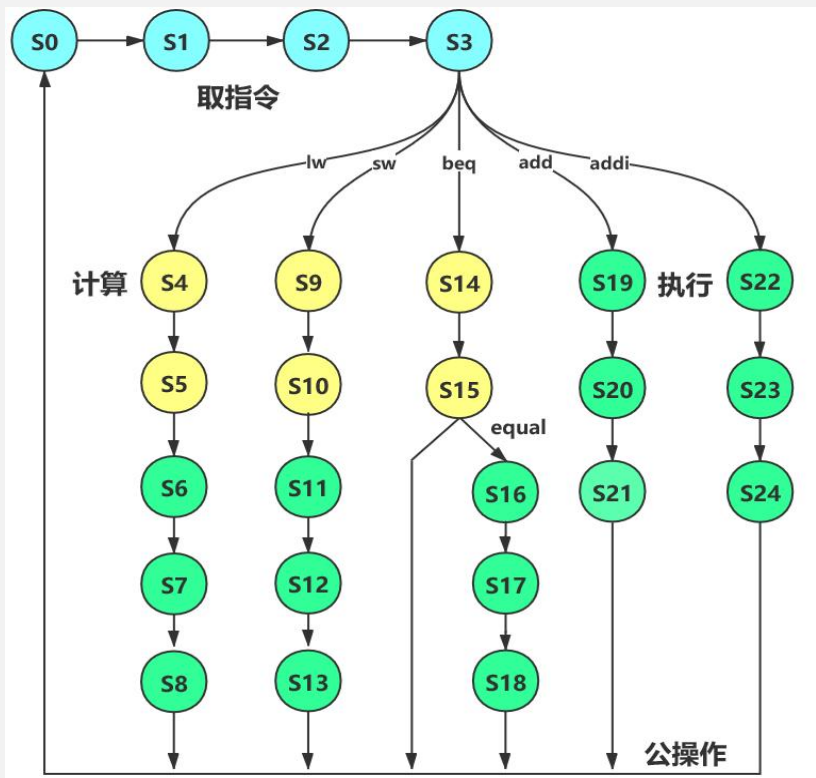 S0
S1
S2
S3
取指令
lw
sw
beq
add
addi
计算
S4
S9
S14
S19
执行
S22
S5
S10
S15
S20
S23
equal
S6
S11
S16
S21
S24
S7
S12
S17
S8
S13
S18
公操作